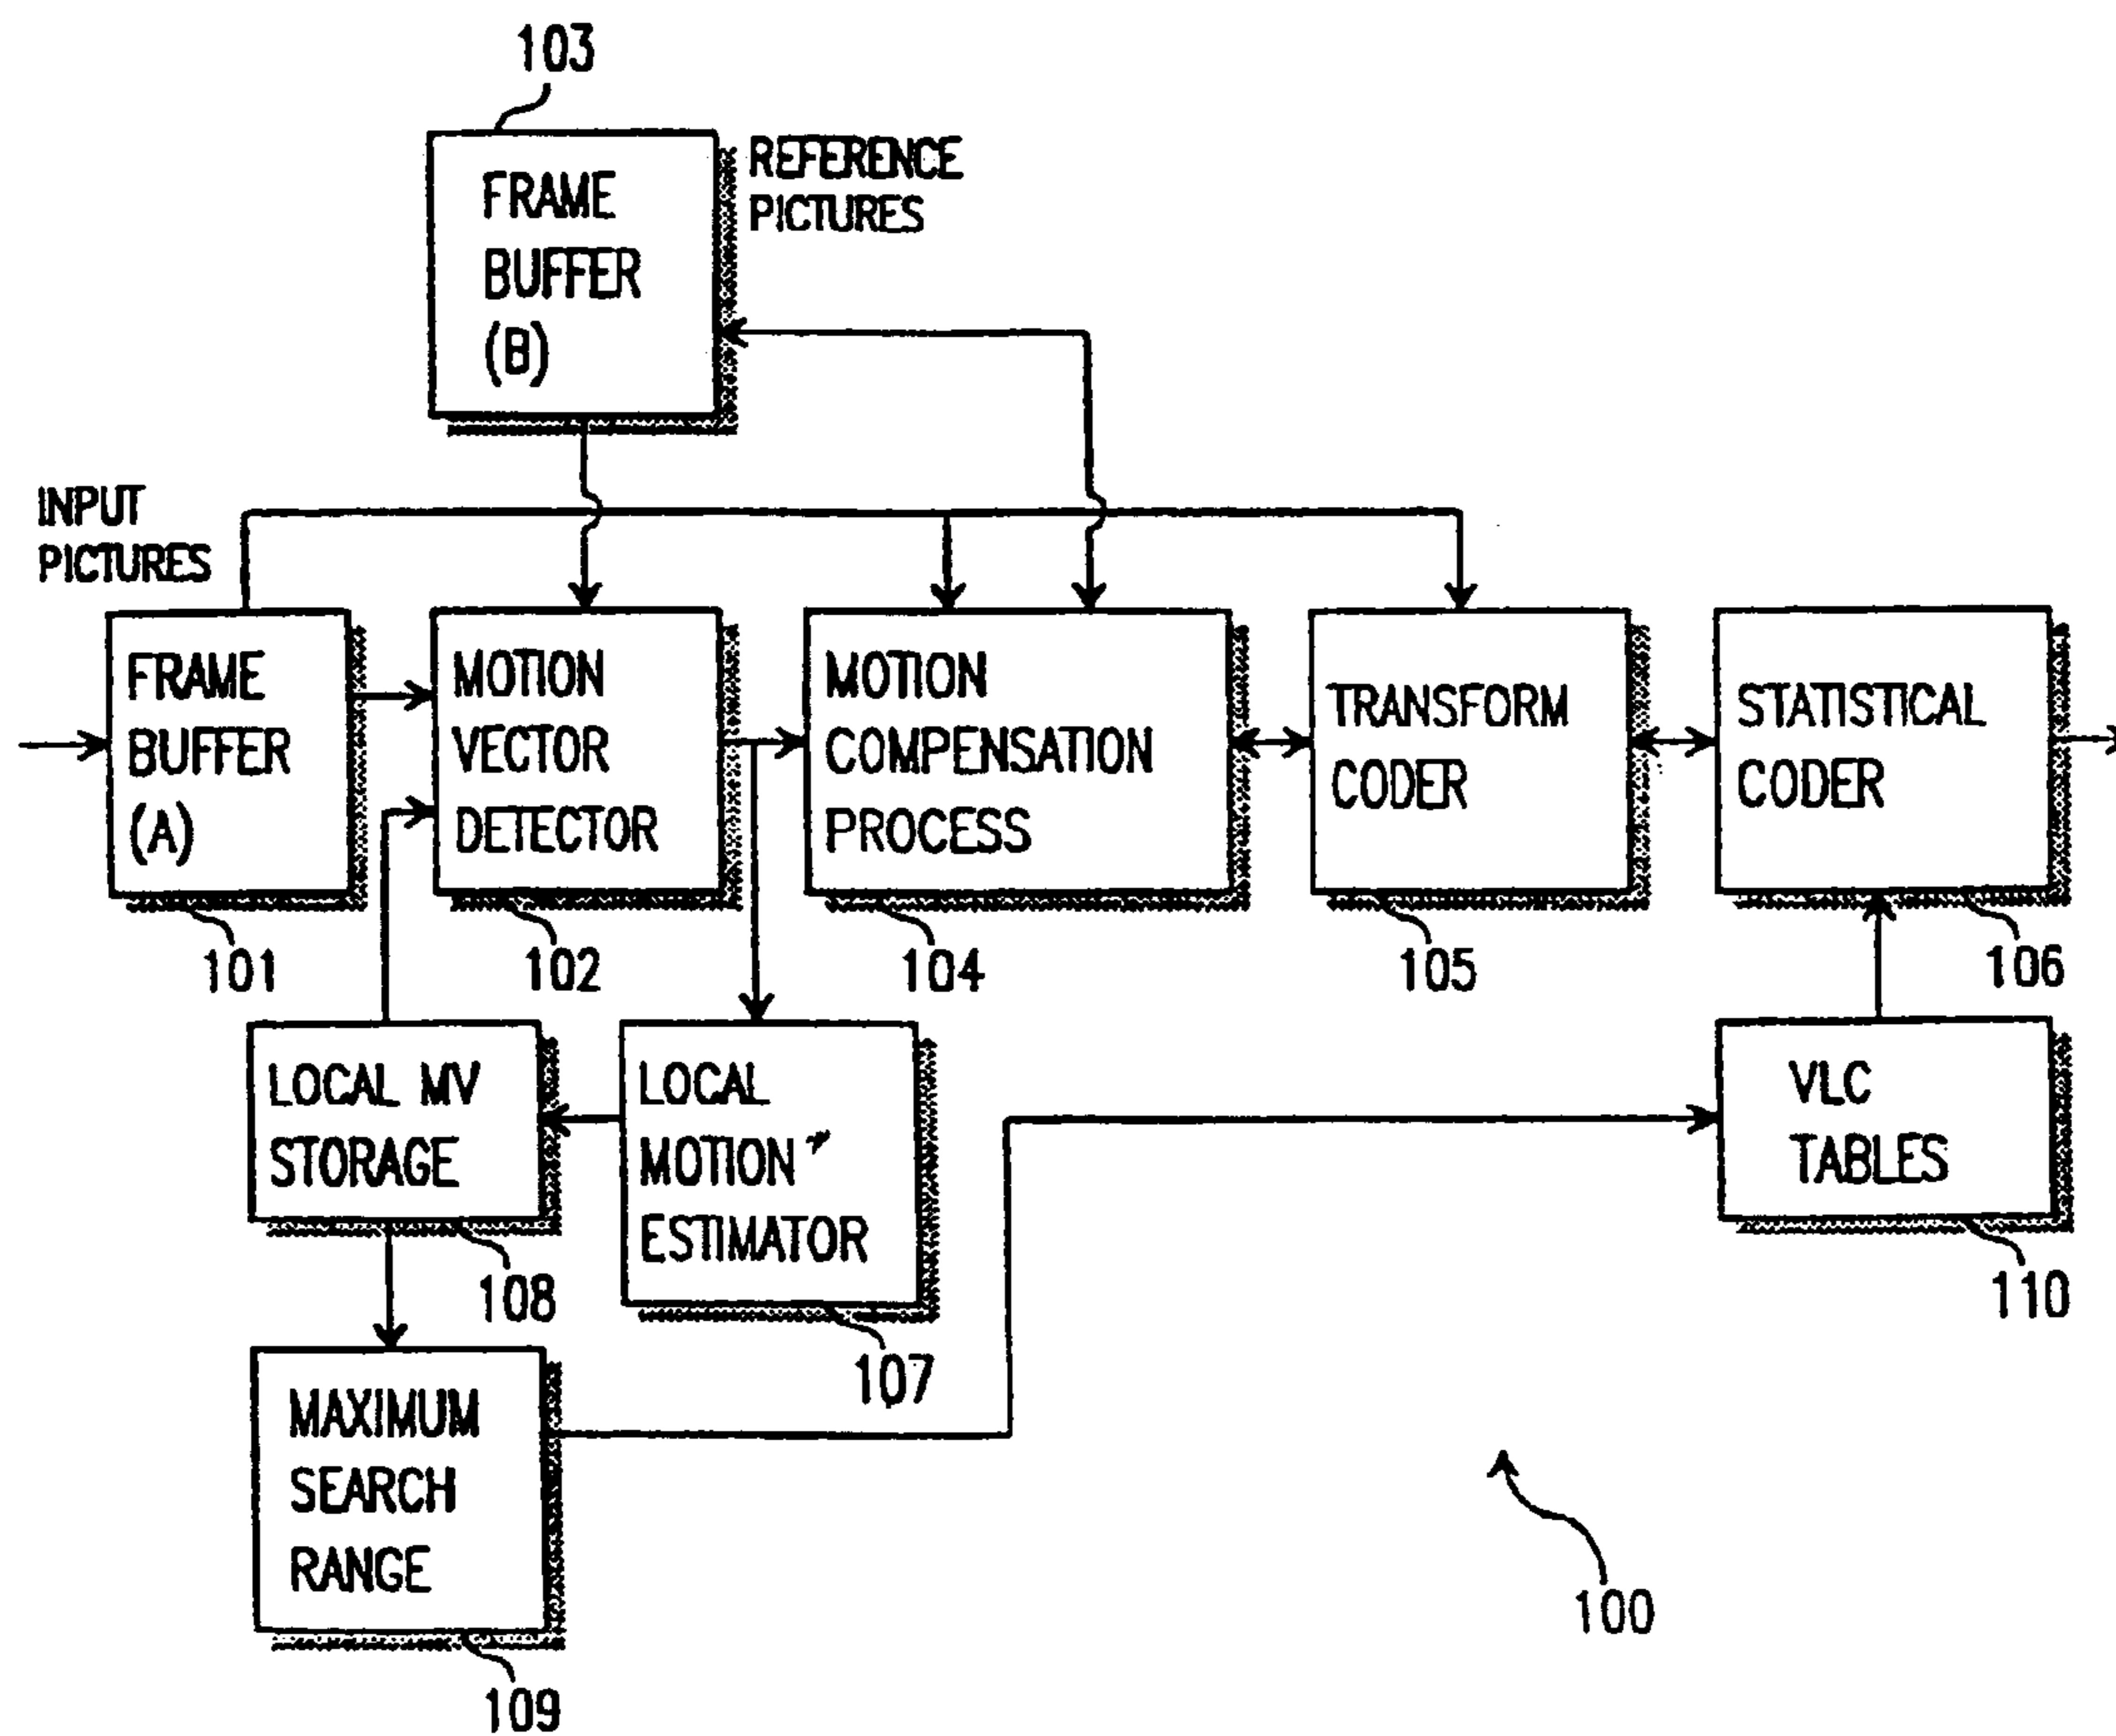 103
FRAME
BUFFER
(B)
REFERENCE
PICTURES
INPUT
PICTURES
FRAME
BUFFER
(A)
101
MOTION
VECTOR
DETECTOR
102
MOTION
COMPENSATION
PROCESS
104
TRANSFORM
CODER
105
STATISTICAL
CODER
106
LOCAL MV
STORAGE
108
LOCAL
MOTION
ESTIMATOR
107
VLC
TABLES
110
MAXIMUM
SEARCH
RANGE
109
100